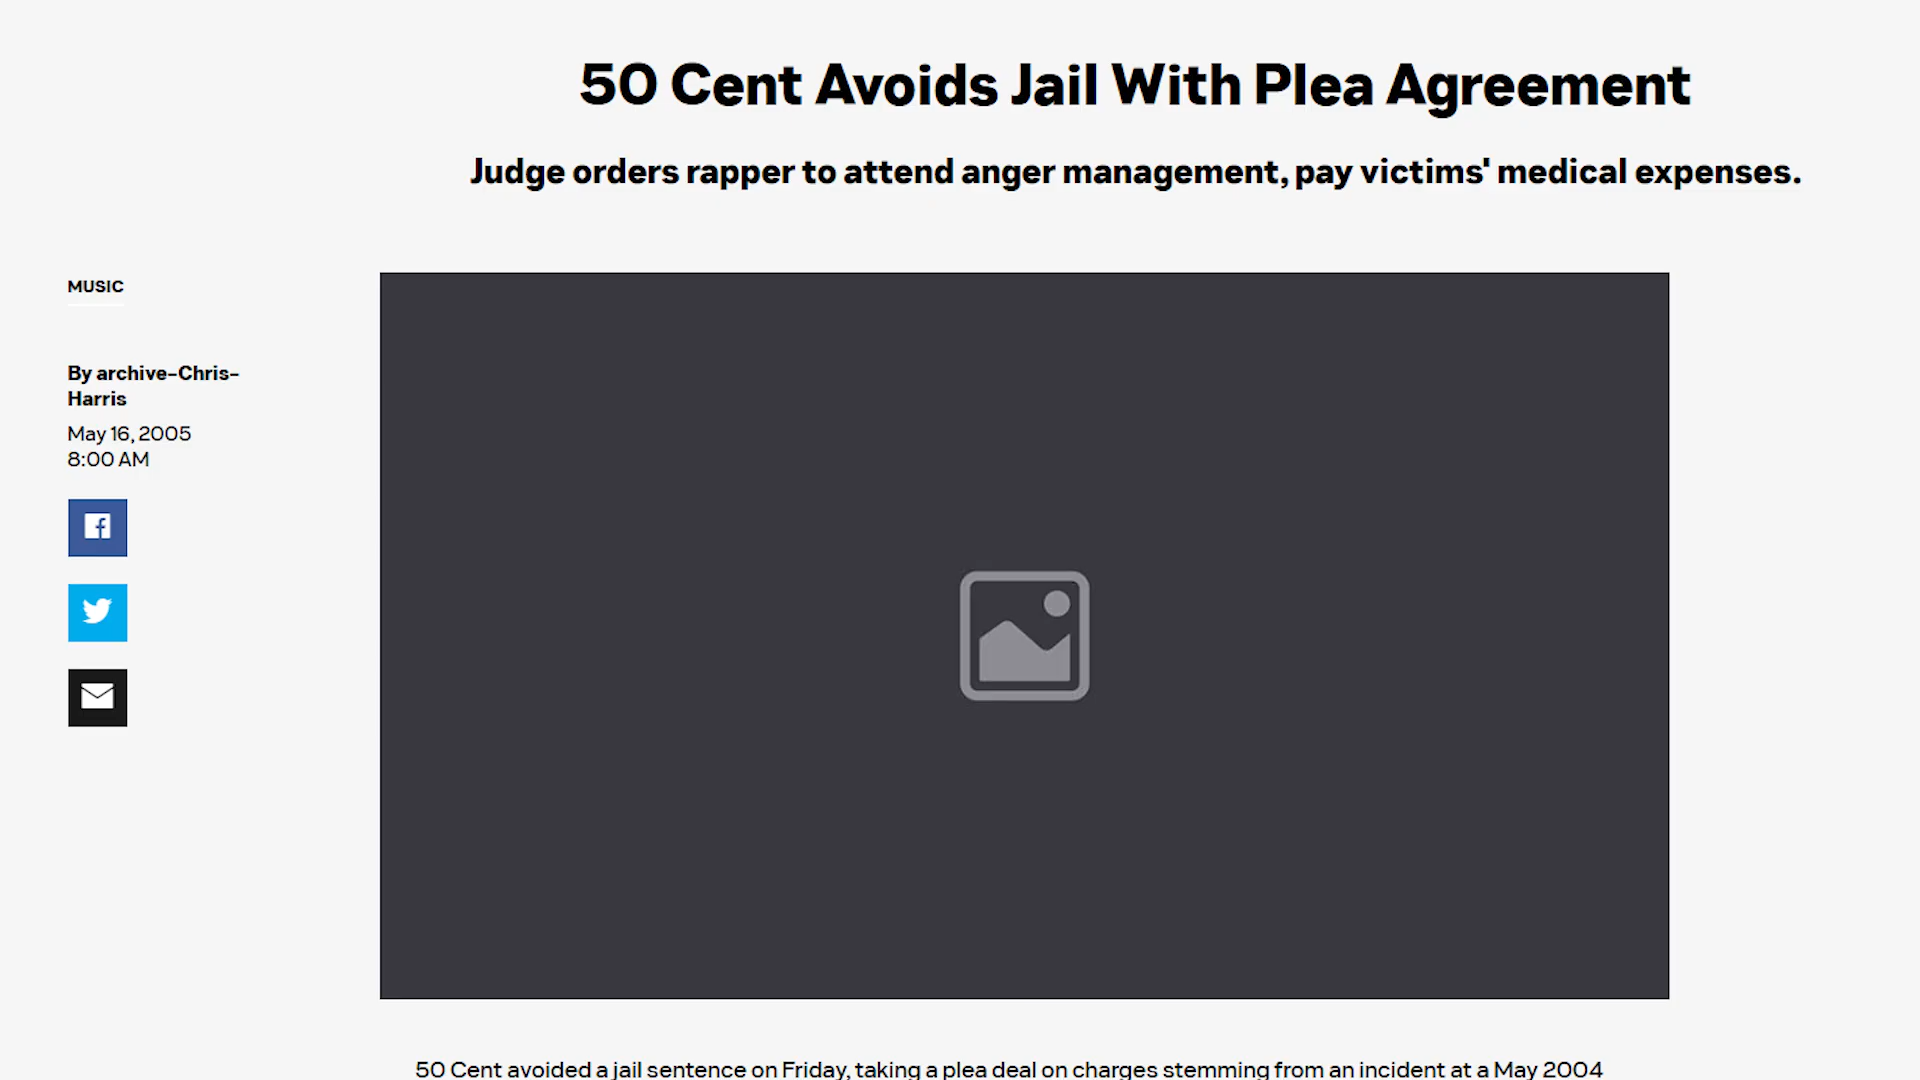 50 Cent Avoids Jail With Plea Agreement
Judge orders rapper to attend anger management, pay victims' medical expenses.
MUSIC
By archive-Chris-
Harris
May 16, 2005
8:00 AM
50 Cent avoided a jail sentence on Friday, taking a plea deal on charges stemming from an incident at a May 2004